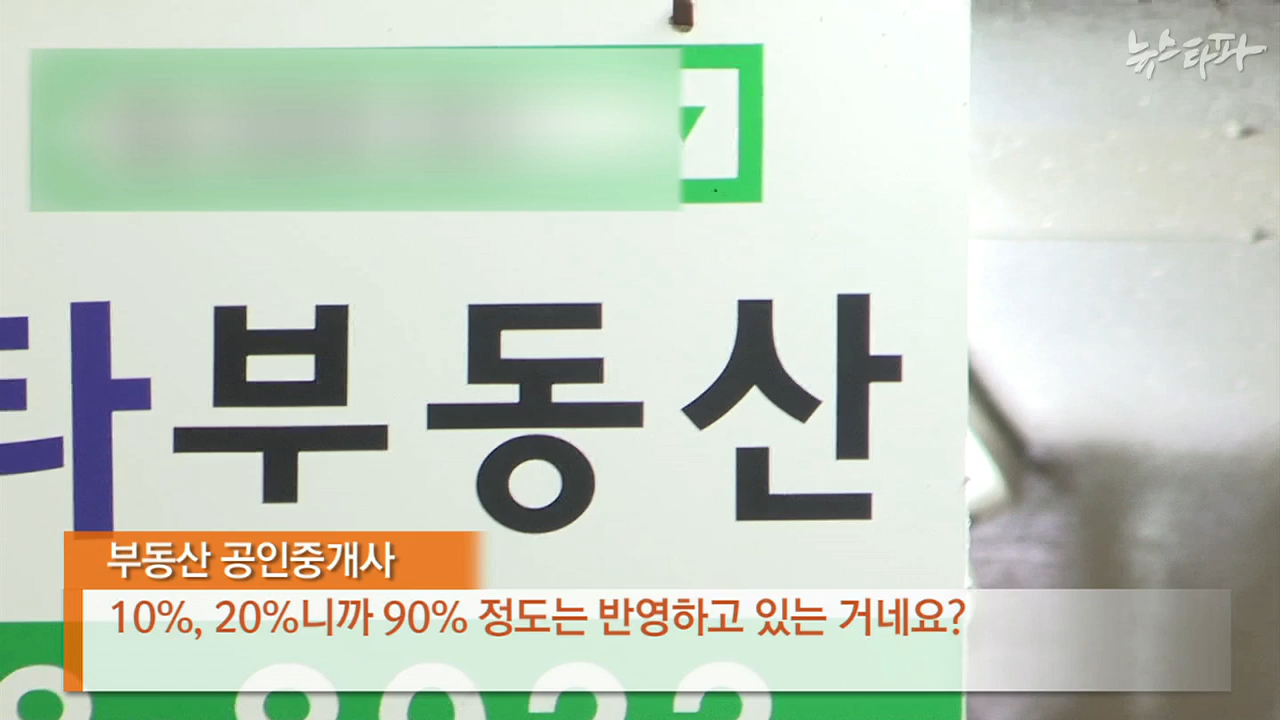 뉴스타파
타부동산
부동산 공인중개사
10%, 20%니까 90% 정도는 반영하고 있는 거네요?